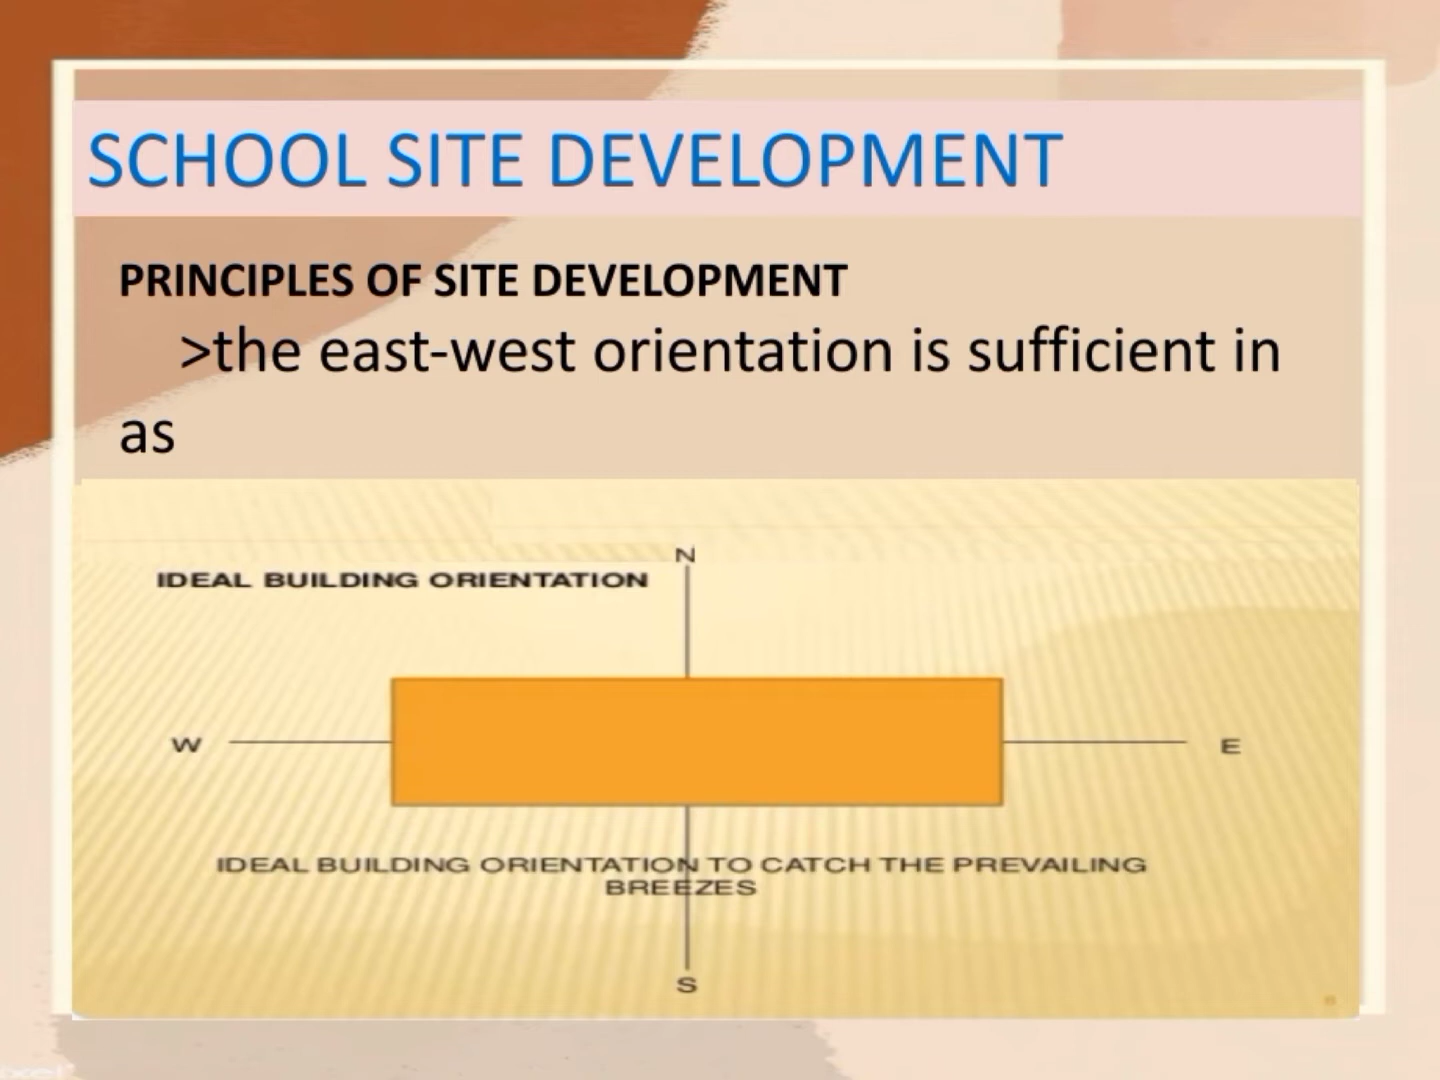 SCHOOL SITE DEVELOPMENT
PRINCIPLES OF SITE DEVELOPMENT
>the east-west orientation is sufficient in
as
N
IDEAL BUILDING ORIENTATION
W
E
IDEAL BUILDING ORIENTATION TO CATCH THE PREVAILING
BREEZES
S